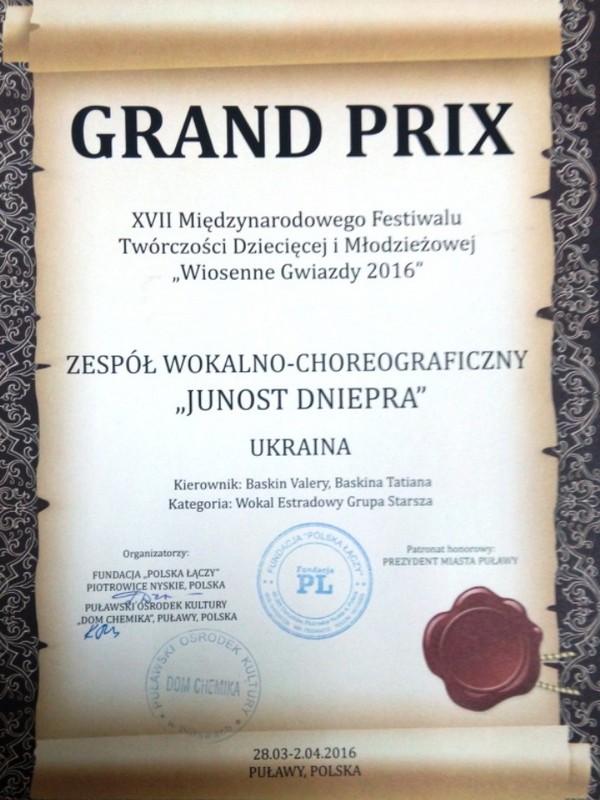 GRAND PRIX
XVII Międzynarodowego Festiwalu
Twórczości Dziecięcej i Młodzieżowej
„Wiosenne Gwiazdy 2016”
ZESPÓŁ WOKALNO-CHOREOGRAFICZNY
„JUNOST DNIEPRA”
UKRAINA
Kierownik: Baskin Valery, Baskina Tatiana
Kategoria: Wokal Estradowy Grupa Starsza
Organizatorzy:
FUNDACJA „POLSKA ŁĄCZY”
PIOTROWICE NYSKIE, POLSKA
PUŁAWSKI OŚRODEK KULTURY
„DOM CHEMIKA”, PUŁAWY, POLSKA
FUNDACJA "POLSKA ŁĄCZY"
Fundacja
PL
Patronat honorowy:
PREZYDENT MIASTA PUŁAWY
PUŁAWSKI OŚRODEK KULTURY
DOM CHEMIKA
28.03-2.04.2016
PUŁAWY, POLSKA